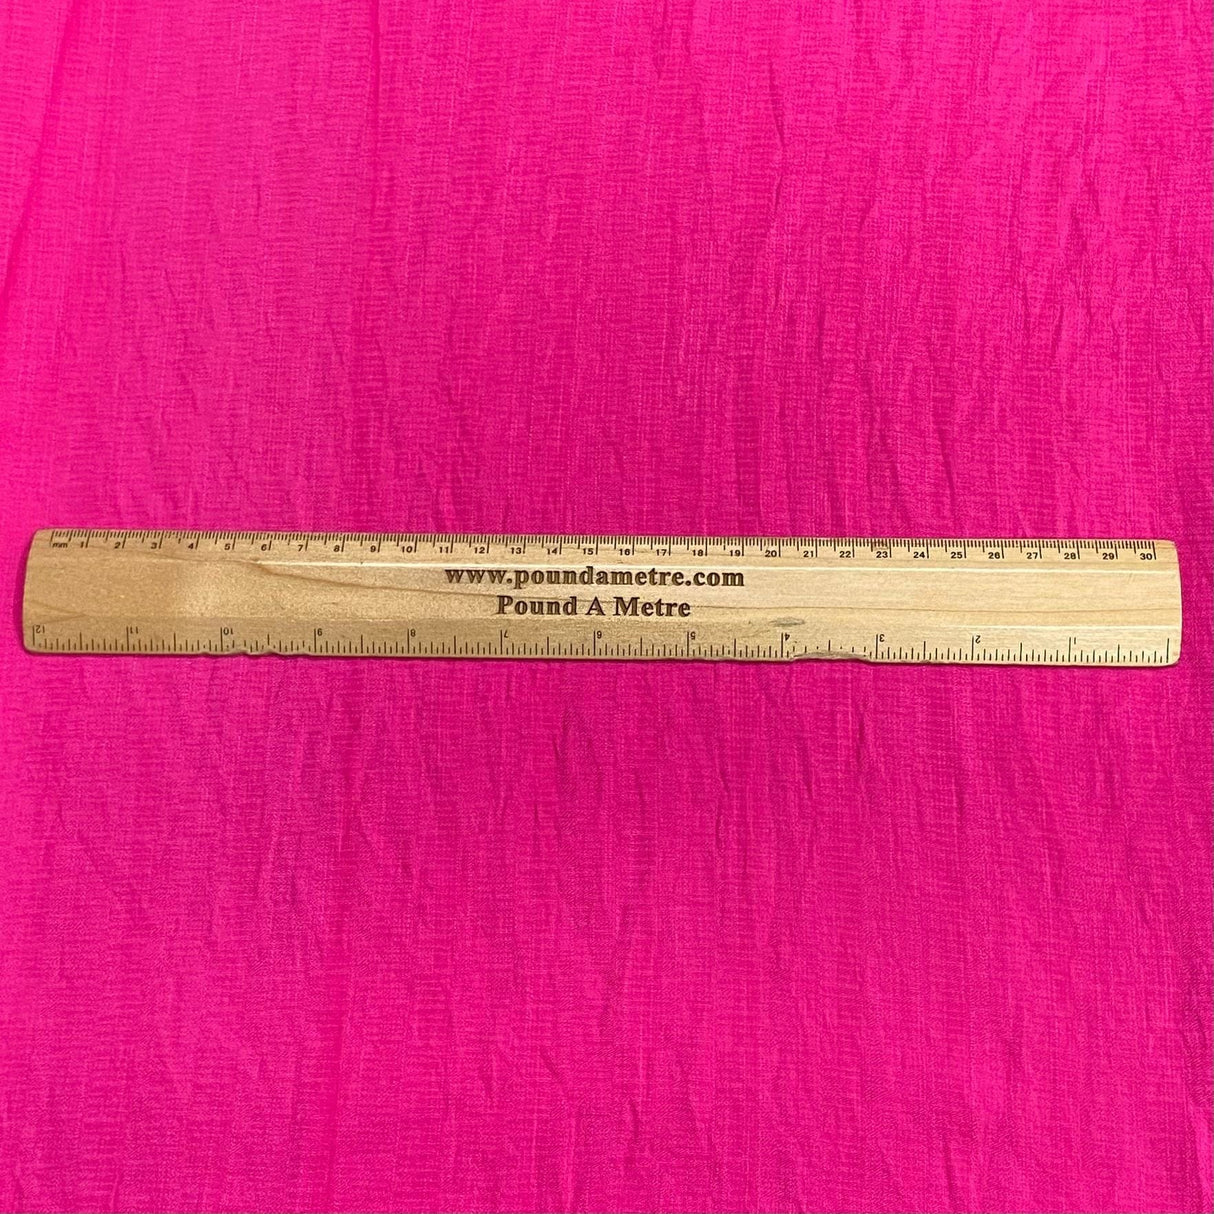 mm 1 2 3 4 5 6 7 8 9 10 11 12 13 14 15 16 17 18 19 20 21 22 23 24 25 26 27 28 29 30
www.poundametre.com
Pound A Metre
12 11 10 9 8 7 6 5 4 3 2 1